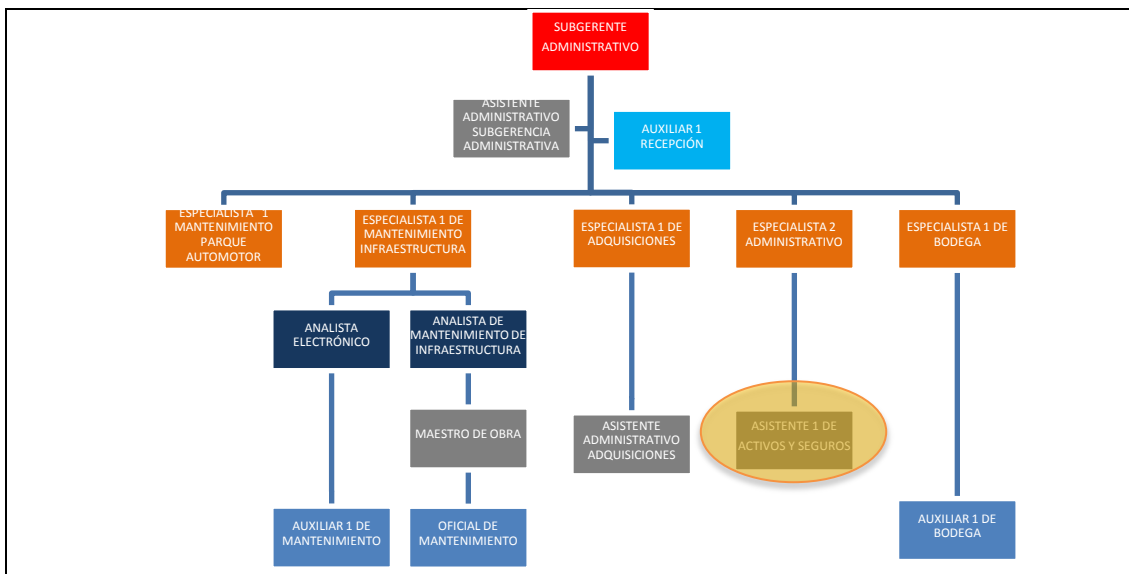 SUBGERENTE
ADMINISTRATIVO
ASISTENTE
ADMINISTRATIVO
SUBGERENCIA
ADMINISTRATIVA
AUXILIAR 1
RECEPCIÓN
ESPECIALISTA 1
MANTENIMIENTO
PARQUE
AUTOMOTOR
ESPECIALISTA 1 DE
MANTENIMIENTO
INFRAESTRUCTURA
ESPECIALISTA 1 DE
ADQUISICIONES
ESPECIALISTA 2
ADMINISTRATIVO
ESPECIALISTA 1 DE
BODEGA
ANALISTA
ELECTRÓNICO
ANALISTA DE
MANTENIMIENTO DE
INFRAESTRUCTURA
MAESTRO DE OBRA
ASISTENTE
ADMINISTRATIVO
ADQUISICIONES
ASISTENTE 1 DE
ACTIVOS Y SEGUROS
AUXILIAR 1 DE
MANTENIMIENTO
OFICIAL DE
MANTENIMIENTO
AUXILIAR 1 DE
BODEGA